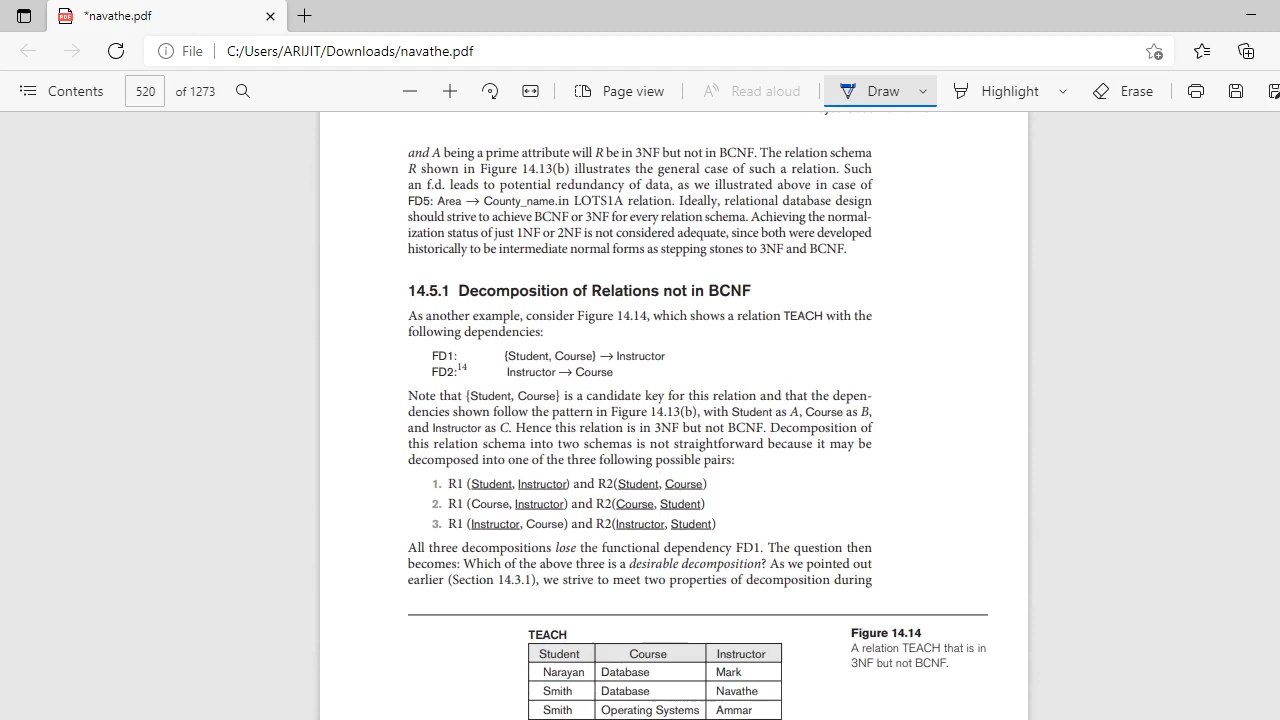 *navathe.pdf
File
C:/Users/ARIJIT/Downloads/navathe.pdf
Contents
520
of 1273
Page view
Read aloud
Draw
Highlight
Erase
and A being a prime attribute will R be in 3NF but not in BCNF. The relation schema
R shown in Figure 14.13(b) illustrates the general case of such a relation. Such
an f.d. leads to potential redundancy of data, as we illustrated above in case of
FD5: Area → County_name.in LOTS1A relation. Ideally, relational database design
should strive to achieve BCNF or 3NF for every relation schema. Achieving the normal-
ization status of just 1NF or 2NF is not considered adequate, since both were developed
historically to be intermediate normal forms as stepping stones to 3NF and BCNF.
14.5.1 Decomposition of Relations not in BCNF
As another example, consider Figure 14.14, which shows a relation TEACH with the
following dependencies:
FD1: {Student, Course} → Instructor
FD2:14 Instructor → Course
Note that {Student, Course} is a candidate key for this relation and that the depen-
dencies shown follow the pattern in Figure 14.13(b), with Student as A, Course as B,
and Instructor as C. Hence this relation is in 3NF but not BCNF. Decomposition of
this relation schema into two schemas is not straightforward because it may be
decomposed into one of the three following possible pairs:
1. R1 (Student, Instructor) and R2(Student, Course)
2. R1 (Course, Instructor) and R2(Course, Student)
3. R1 (Instructor, Course) and R2(Instructor, Student)
All three decompositions lose the functional dependency FD1. The question then
becomes: Which of the above three is a desirable decomposition? As we pointed out
earlier (Section 14.3.1), we strive to meet two properties of decomposition during
TEACH
Student Course Instructor
Narayan Database Mark
Smith Database Navathe
Smith Operating Systems Ammar
Figure 14.14
A relation TEACH that is in
3NF but not BCNF.